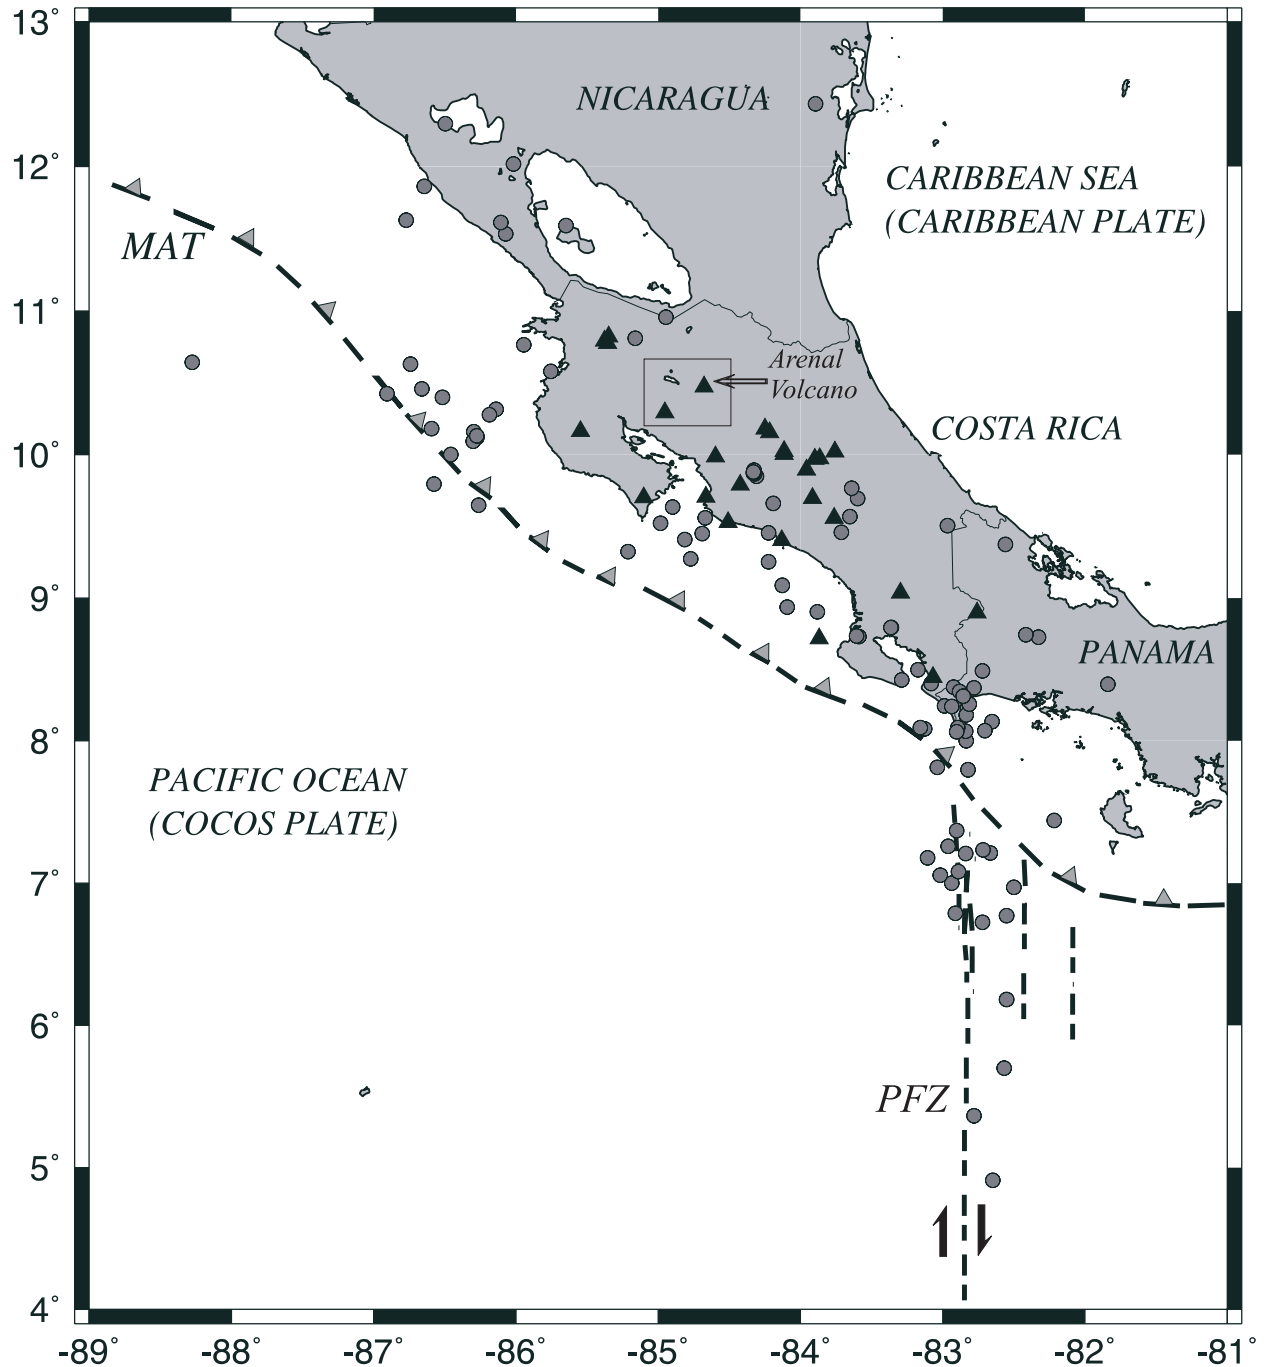 13°
NICARAGUA
12°
CARIBBEAN SEA
(CARIBBEAN PLATE)
MAT
11°
Arenal
Volcano
COSTA RICA
10°
9°
PANAMA
8°
PACIFIC OCEAN
(COCOS PLATE)
7°
6°
PFZ
5°
4°
-89° -88° -87° -86° -85° -84° -83° -82° -81°